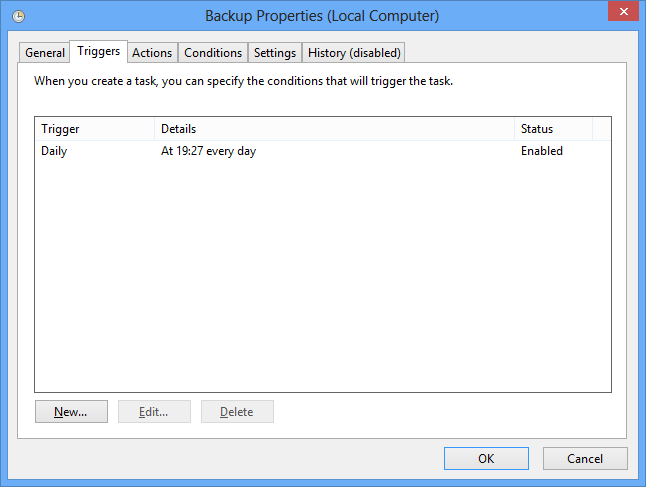 Backup Properties (Local Computer)
General Triggers Actions Conditions Settings History (disabled)
When you create a task, you can specify the conditions that will trigger the task.
Trigger Details Status
Daily At 19:27 every day Enabled
New... Edit... Delete
OK Cancel